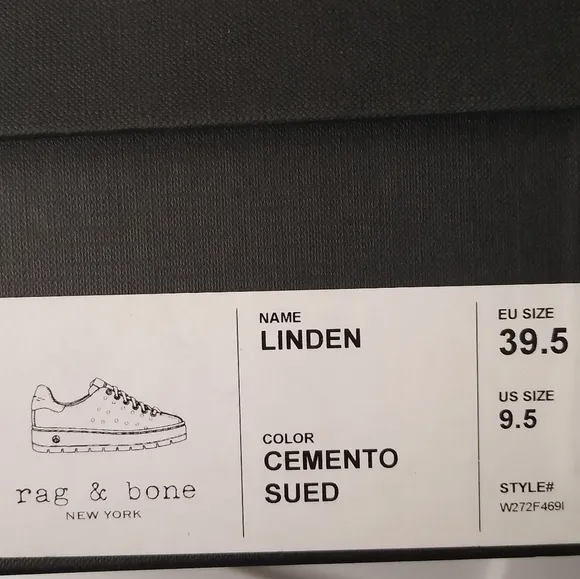 NAME
LINDEN
COLOR
CEMENTO
SUED
EU SIZE
39.5
US SIZE
9.5
STYLE#
W272F469I
rag & bone
NEW YORK